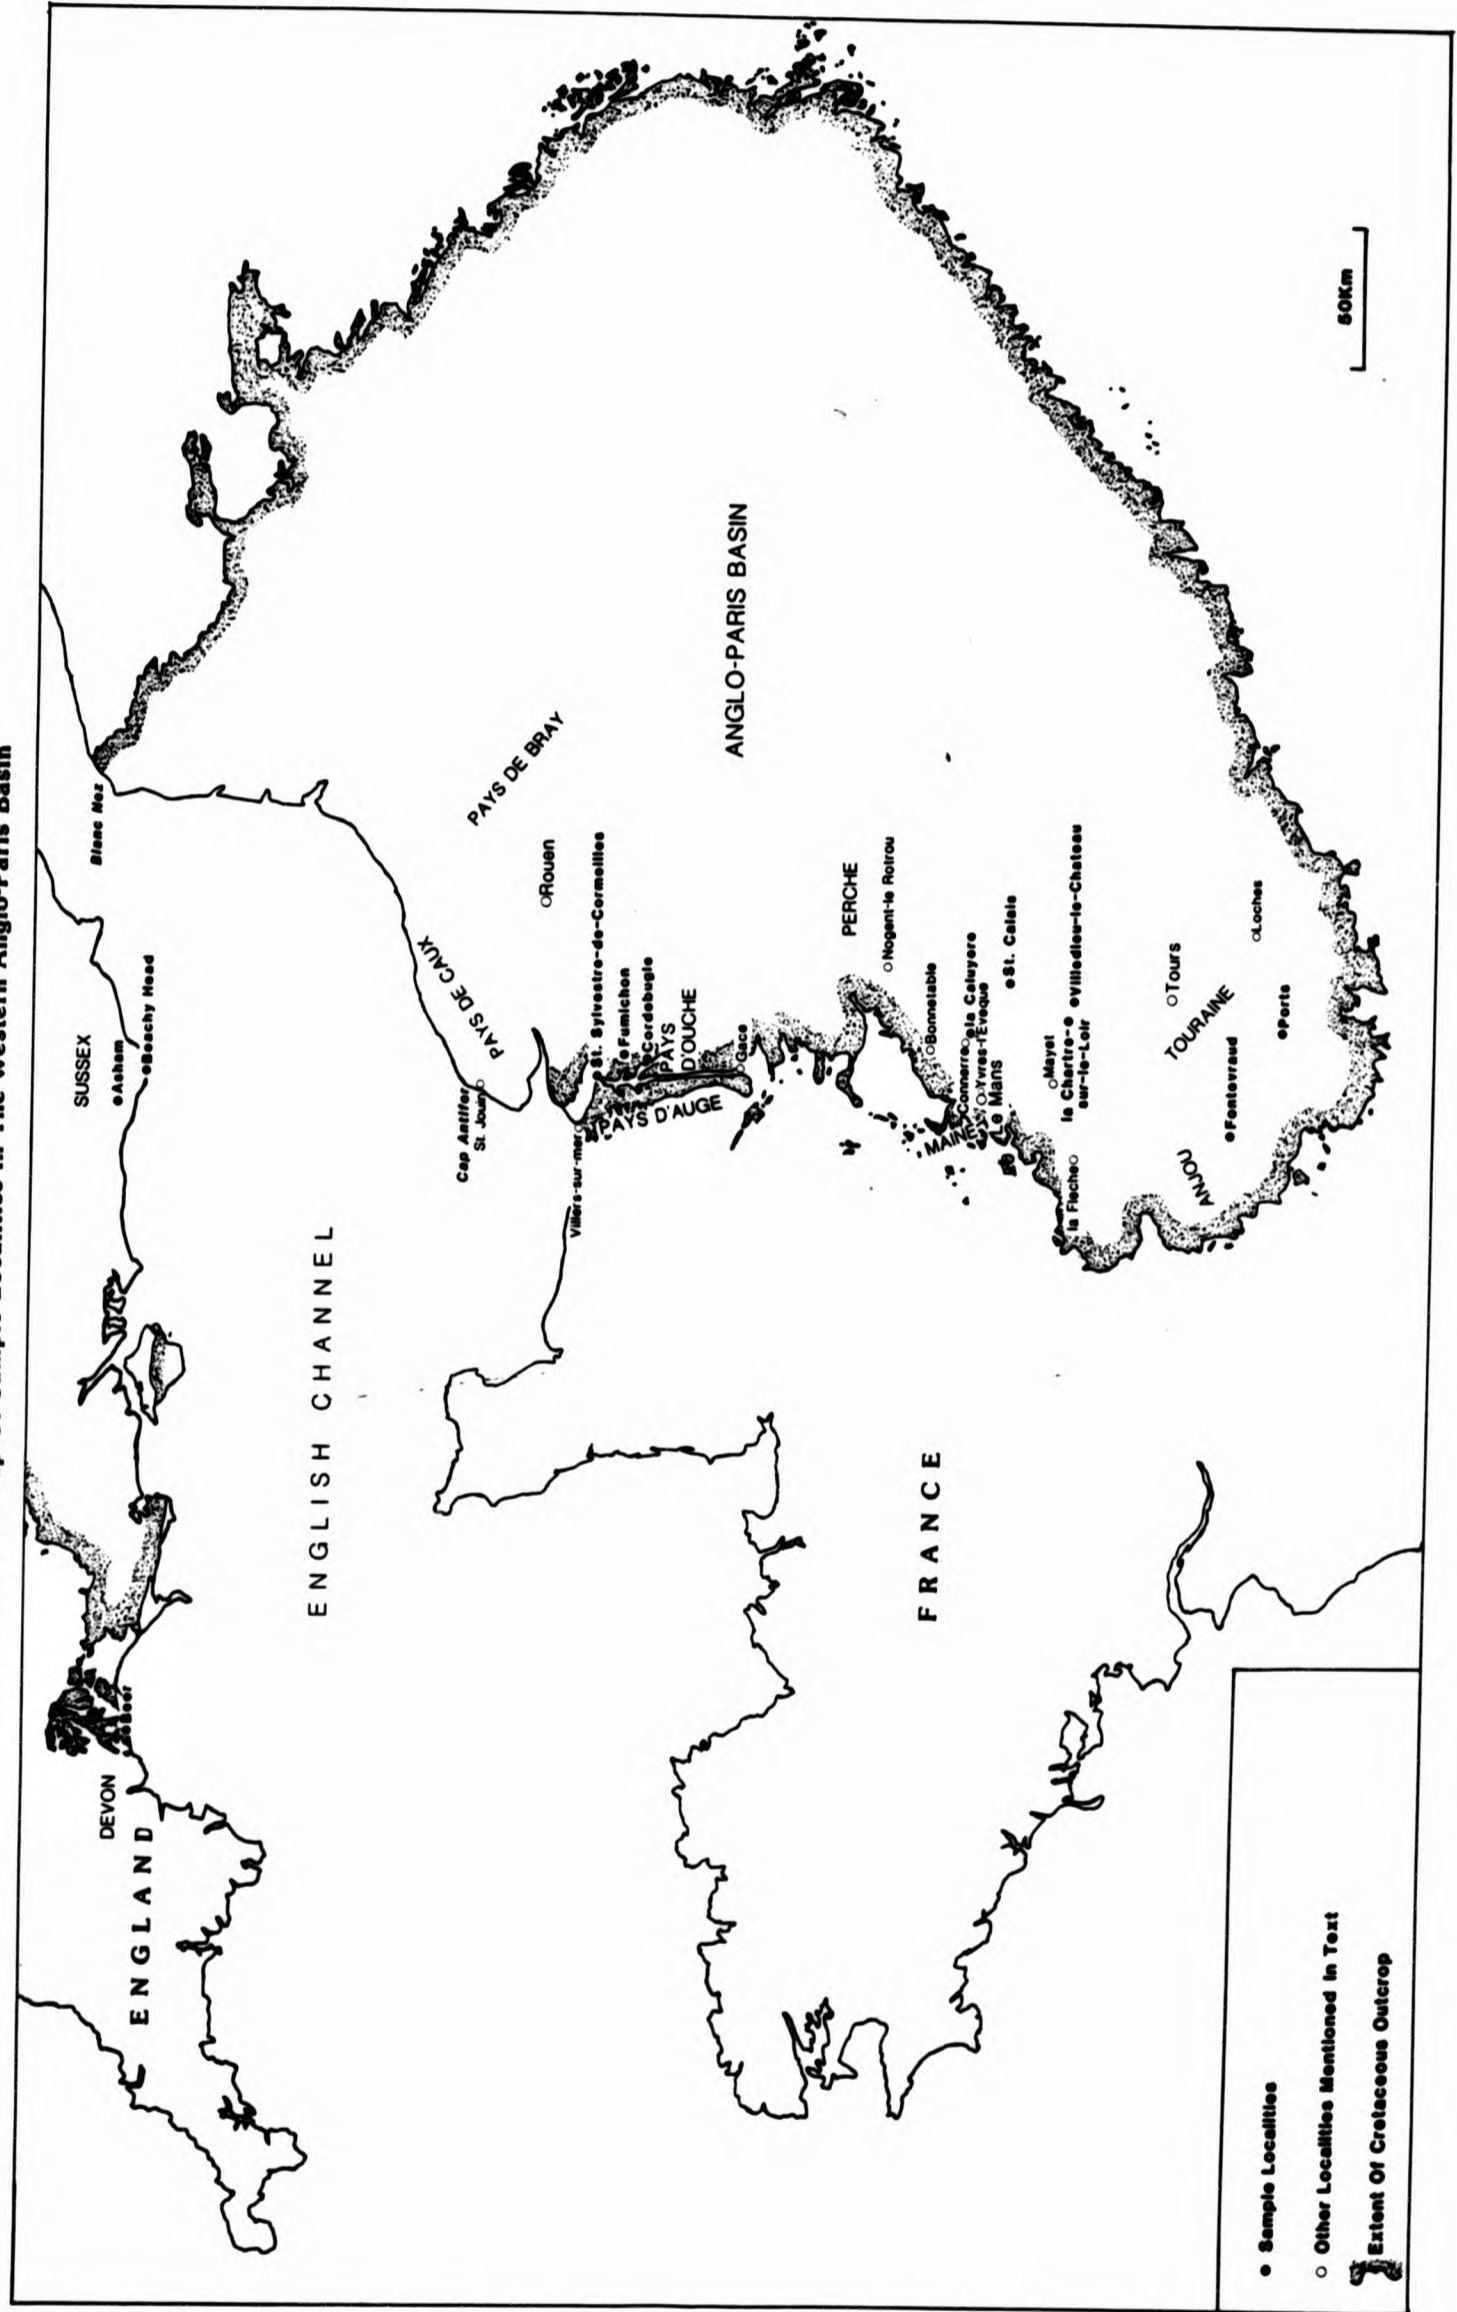 Sample Localities In The Western Anglo-Paris Basin
ENGLAND
DEVON
SUSSEX
Asham
Beachy Head
Blanc Nez
ENGLISH CHANNEL
Cap Antifer
St. Jouin
PAYS DE CAUX
PAYS DE BRAY
Rouen
Villers-sur-mer
St. Sylvestre-de-Cormeilles
Fumichon
Cordebugle
PAYS
D'OUCHE
PAYS D'AUGE
Gace
ANGLO-PARIS BASIN
PERCHE
Nogent-le Rotrou
Bonnetable
Connerre
la Caluyere
Yvres-l'Eveque
Le Mans
MAINE
St. Calais
FRANCE
Mayet
la Chartre-
sur-le-Loir
Villedieu-le-Chateau
la Fleche
Tours
TOURAINE
ANJOU
Fontevraud
Ports
Loches
50Km
Sample Localities
Other Localities Mentioned In Text
Extent Of Cretaceous Outcrop